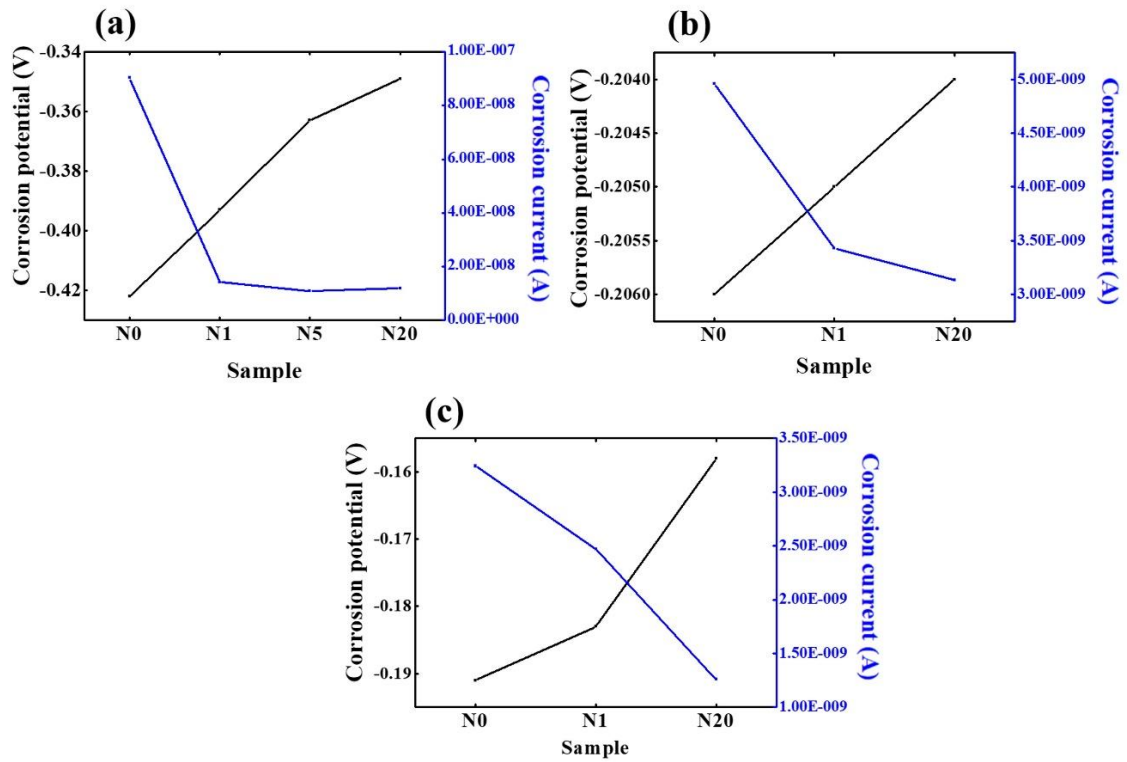 (a)
Corrosion potential (V)
-0.34
-0.36
-0.38
-0.40
-0.42
1.00E-007
8.00E-008
6.00E-008
4.00E-008
2.00E-008
0.00E+000
Corrosion current (A)
N0 N1 N5 N20
Sample
(b)
Corrosion potential (V)
-0.2040
-0.2045
-0.2050
-0.2055
-0.2060
5.00E-009
4.50E-009
4.00E-009
3.50E-009
3.00E-009
Corrosion current (A)
N0 N1 N20
Sample
(c)
Corrosion potential (V)
-0.16
-0.17
-0.18
-0.19
3.50E-009
3.00E-009
2.50E-009
2.00E-009
1.50E-009
1.00E-009
Corrosion current (A)
N0 N1 N20
Sample